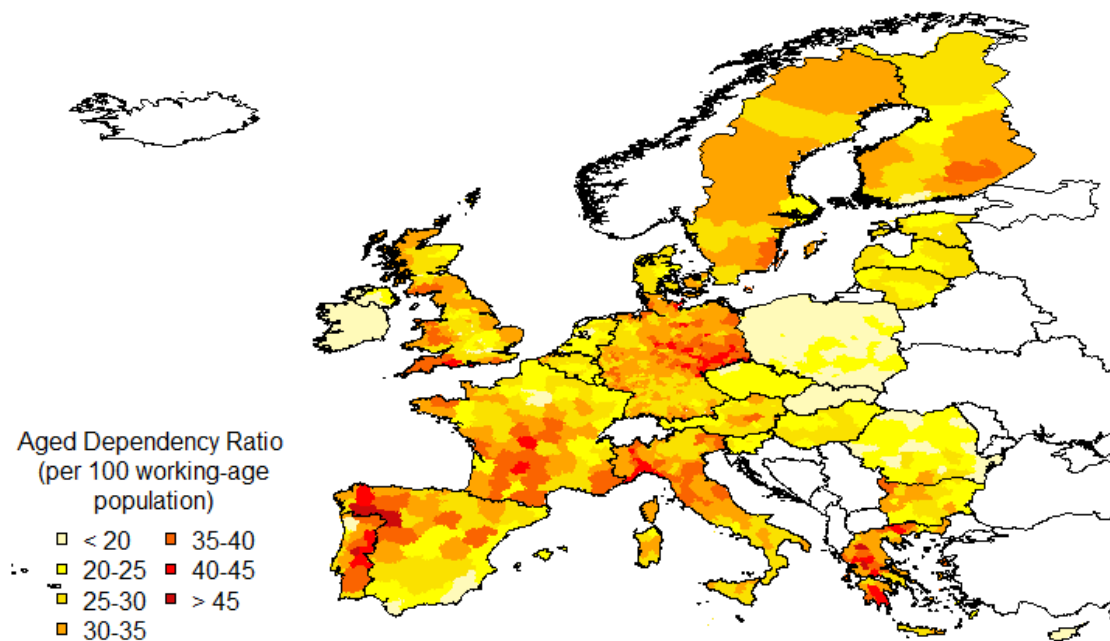 Aged Dependency Ratio
(per 100 working-age
population)
< 20
20-25
25-30
30-35
35-40
40-45
> 45